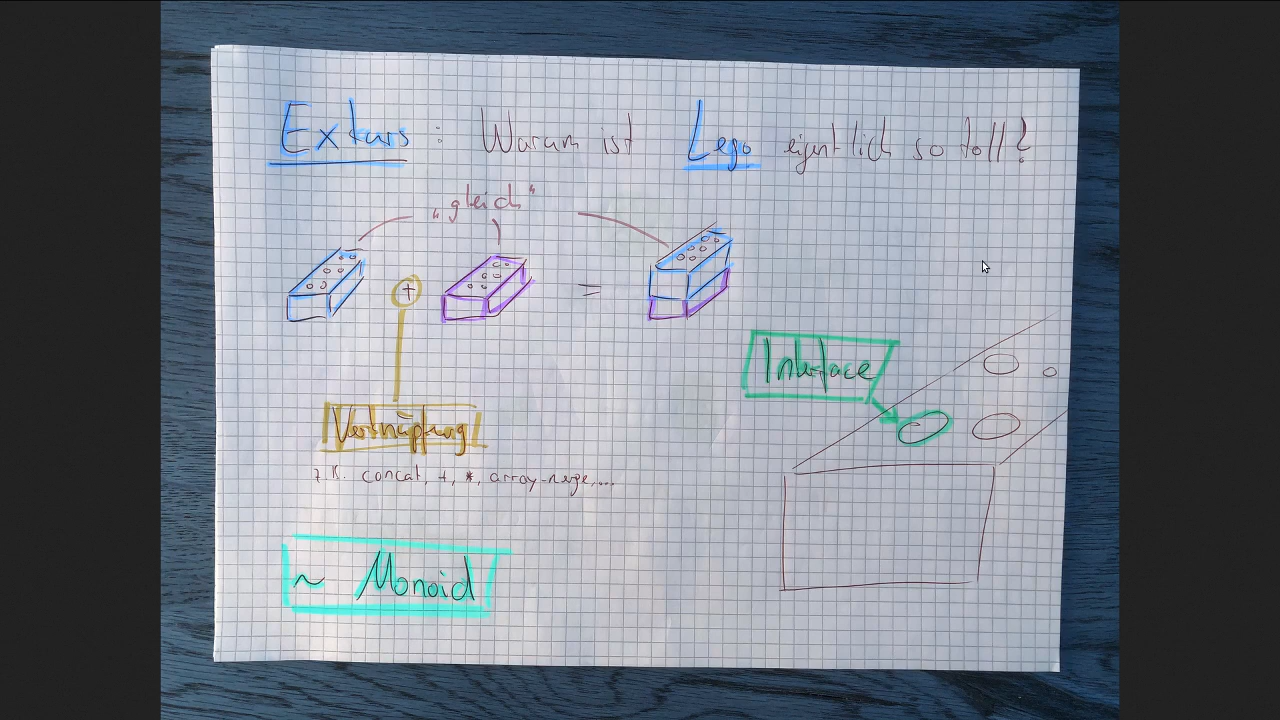 Exkurs: Warum ist Lego eigentlich so toll?
„gleich“
+ =
Interface
Verknüpfung
z.B. concat, +, *, array-merge,...
~ Monoid